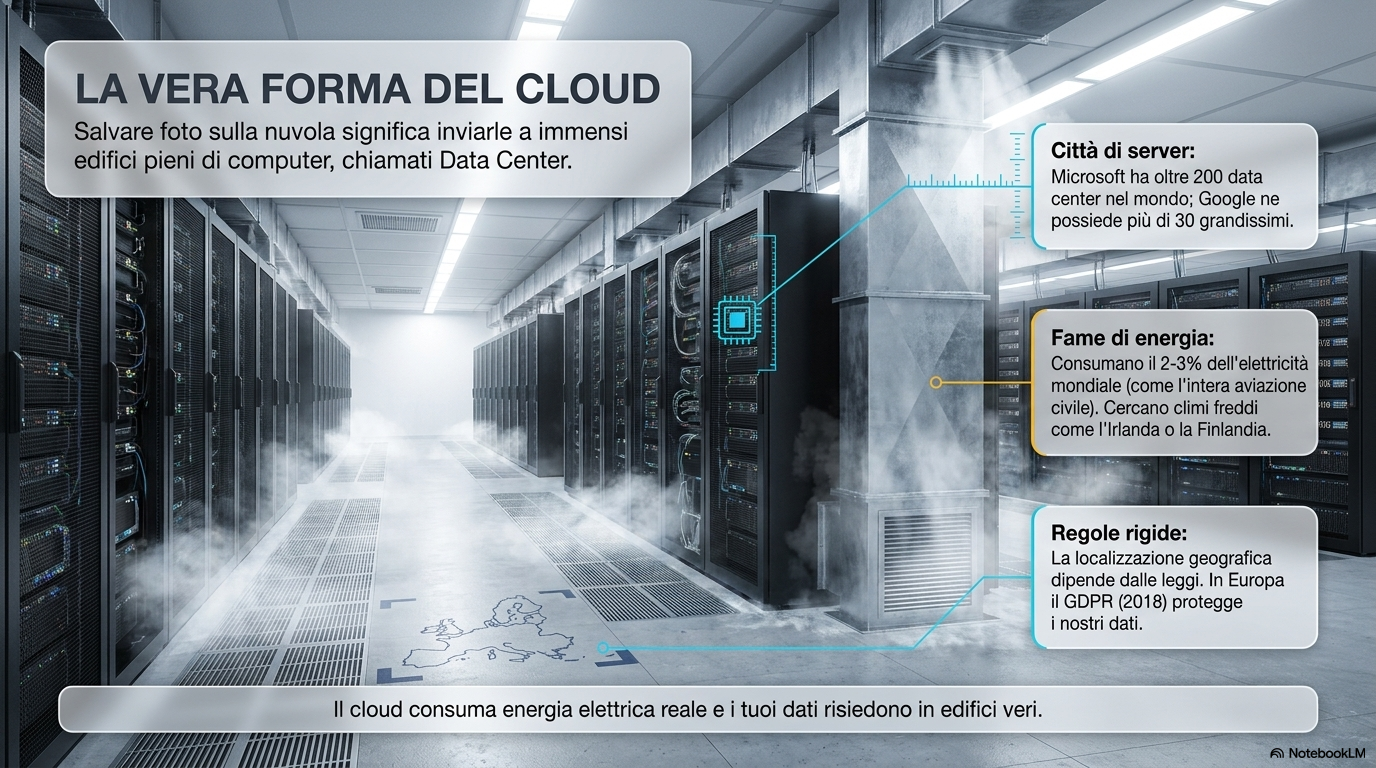 LA VERA FORMA DEL CLOUD
Salvare foto sulla nuvola significa inviarle a immensi
edifici pieni di computer, chiamati Data Center.
Città di server:
Microsoft ha oltre 200 data
center nel mondo; Google ne
possiede più di 30 grandissimi.
Fame di energia:
Consumano il 2-3% dell'elettricità
mondiale (come l'intera aviazione
civile). Cercano climi freddi
come l'Irlanda o la Finlandia.
Regole rigide:
La localizzazione geografica
dipende dalle leggi. In Europa
il GDPR (2018) protegge
i nostri dati.
Il cloud consuma energia elettrica reale e i tuoi dati risiedono in edifici veri.
NotebookLM